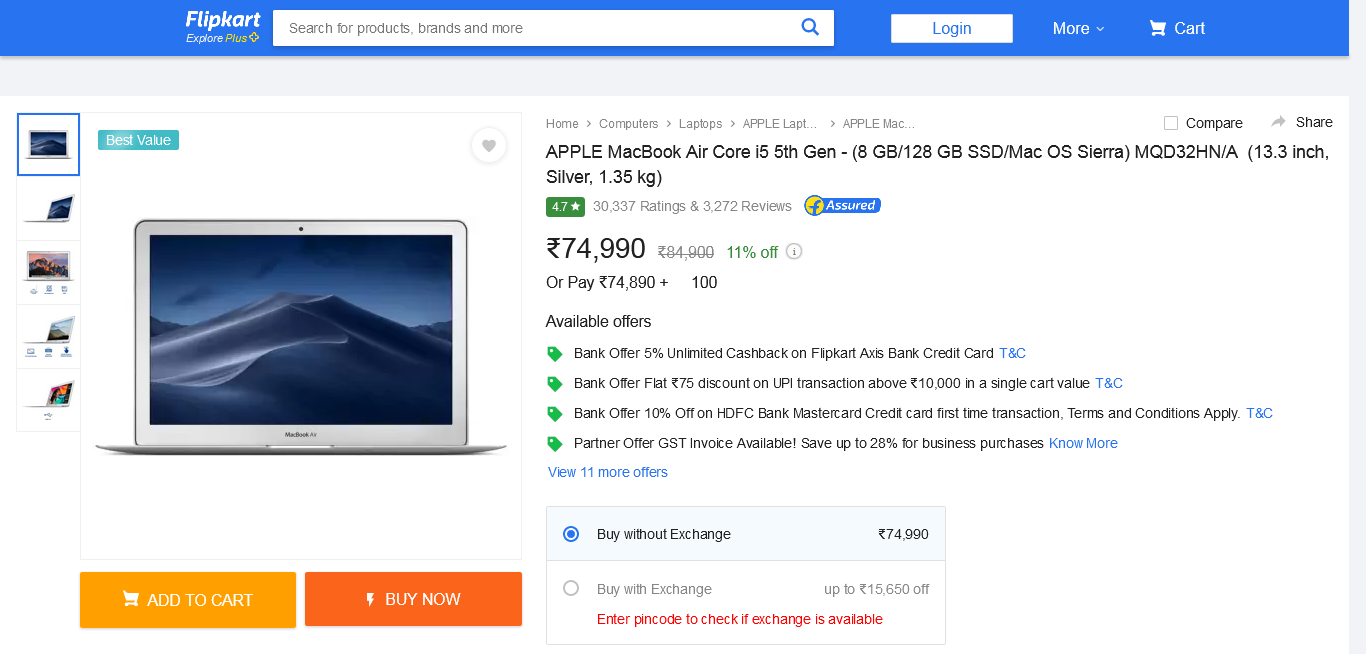 Flipkart
Explore Plus
Search for products, brands and more
Login
More
Cart
Best Value
MacBook Air
ADD TO CART
BUY NOW
Home
Computers
Laptops
APPLE Lapt...
APPLE Mac...
Compare
Share
APPLE MacBook Air Core i5 5th Gen - (8 GB/128 GB SSD/Mac OS Sierra) MQD32HN/A (13.3 inch,
Silver, 1.35 kg)
4.7
30,337 Ratings & 3,272 Reviews
Assured
₹74,990 ₹84,900 11% off
Or Pay ₹74,890 + 100
Available offers
Bank Offer 5% Unlimited Cashback on Flipkart Axis Bank Credit Card T&C
Bank Offer Flat ₹75 discount on UPI transaction above ₹10,000 in a single cart value T&C
Bank Offer 10% Off on HDFC Bank Mastercard Credit card first time transaction, Terms and Conditions Apply. T&C
Partner Offer GST Invoice Available! Save up to 28% for business purchases Know More
View 11 more offers
Buy without Exchange ₹74,990
Buy with Exchange up to ₹15,650 off
Enter pincode to check if exchange is available